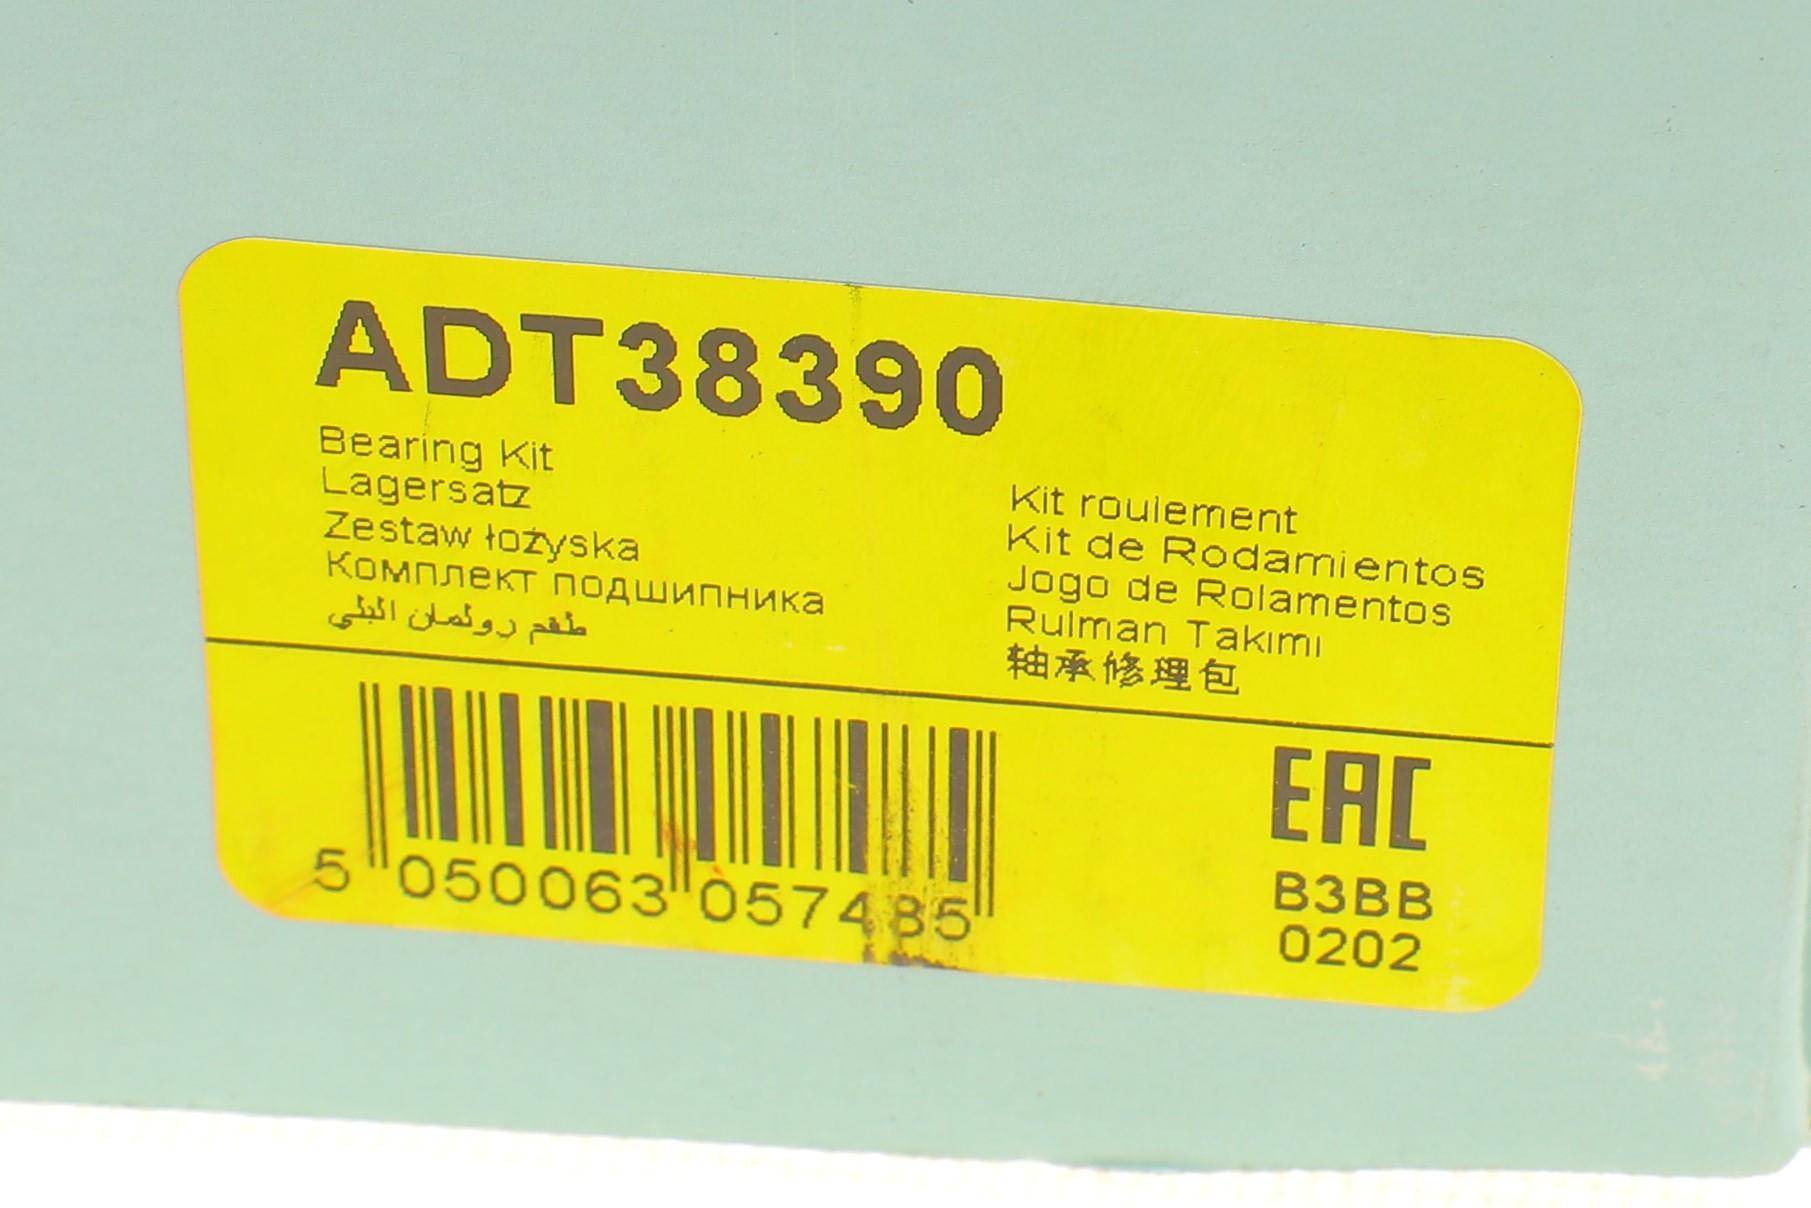 ADT38390
Bearing Kit
Lagersatz
Zestaw łożyska
Комплект подшипника
طقم رولمان البلي
Kit roulement
Kit de Rodamientos
Jogo de Rolamentos
Rulman Takımı
轴承修理包
5 050063 057485
EAC
B3BB
0202